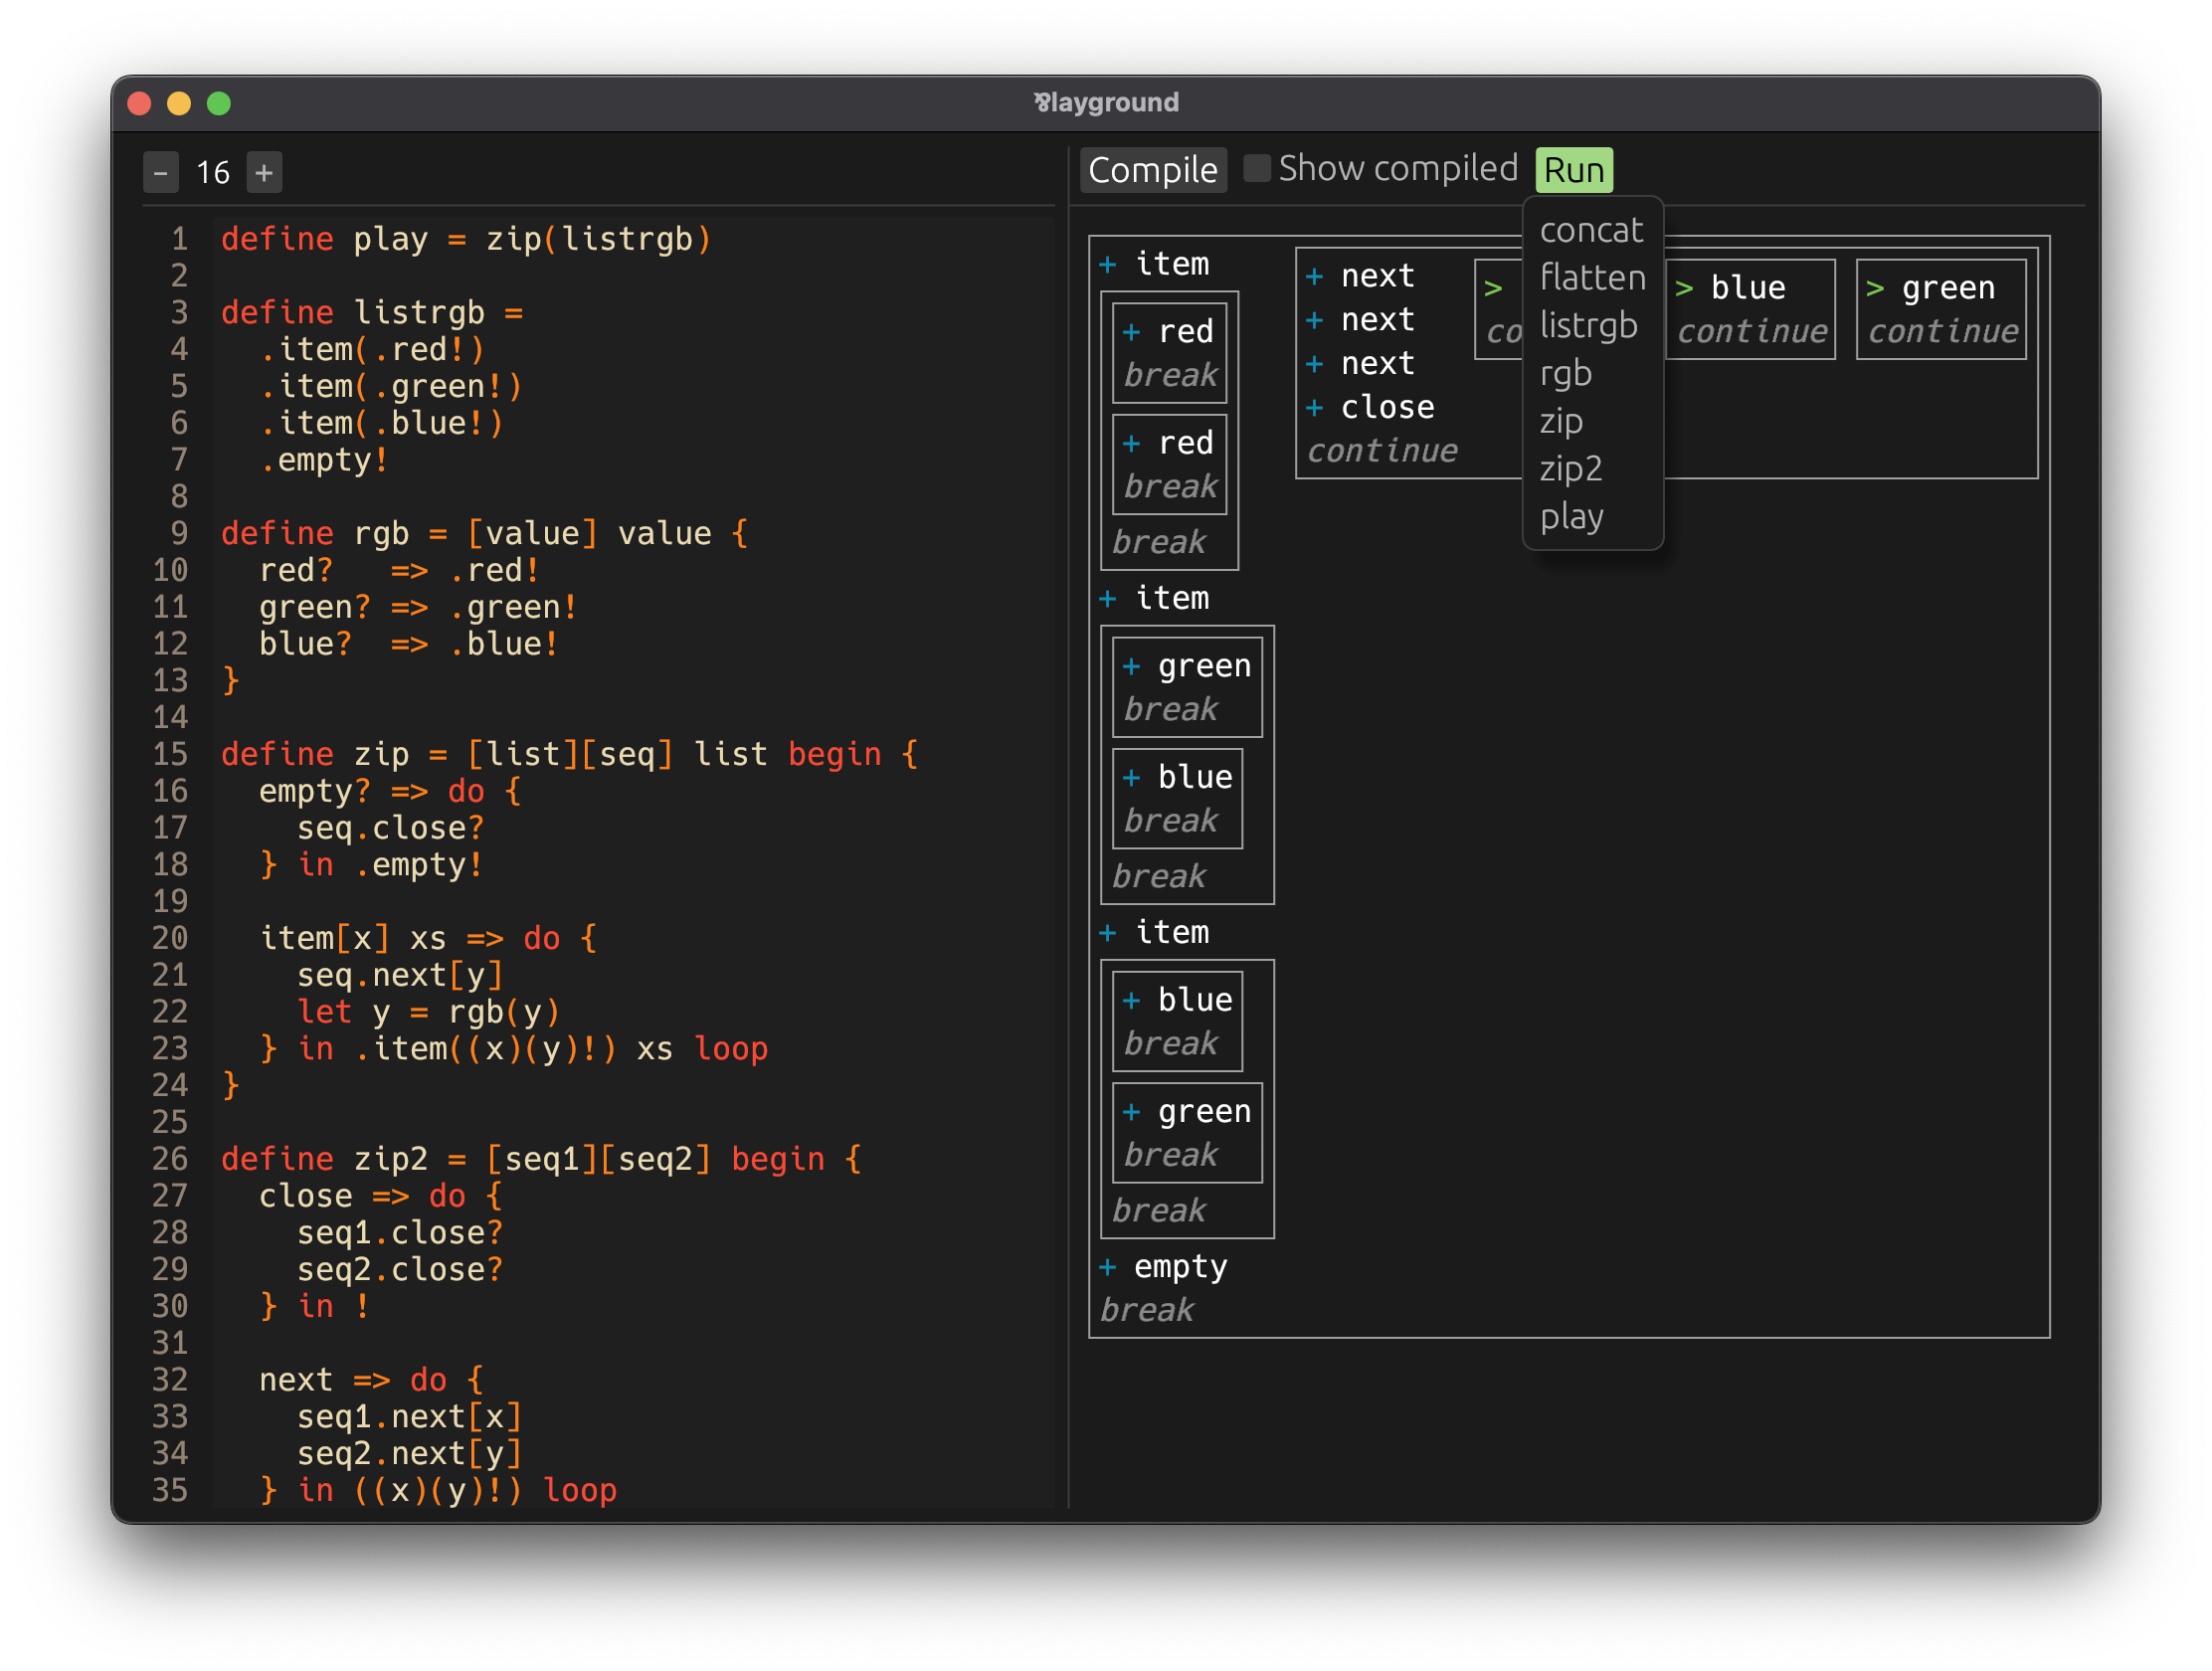 ⅋layground
- 16 +
Compile Show compiled Run
1 define play = zip(listrgb)
2
3 define listrgb =
4 .item(.red!)
5 .item(.green!)
6 .item(.blue!)
7 .empty!
8
9 define rgb = [value] value {
10 red? => .red!
11 green? => .green!
12 blue? => .blue!
13 }
14
15 define zip = [list][seq] list begin {
16 empty? => do {
17 seq.close?
18 } in .empty!
19
20 item[x] xs => do {
21 seq.next[y]
22 let y = rgb(y)
23 } in .item((x)(y)!) xs loop
24 }
25
26 define zip2 = [seq1][seq2] begin {
27 close => do {
28 seq1.close?
29 seq2.close?
30 } in !
31
32 next => do {
33 seq1.next[x]
34 seq2.next[y]
35 } in ((x)(y)!) loop
concat
flatten
listrgb
rgb
zip
zip2
play
+ item
+ red
break
+ red
break
break
+ item
+ green
break
+ blue
break
break
+ item
+ blue
break
+ green
break
break
+ empty
break
+ next
+ next
+ next
+ close
continue
>
> blue
continue
> green
continue